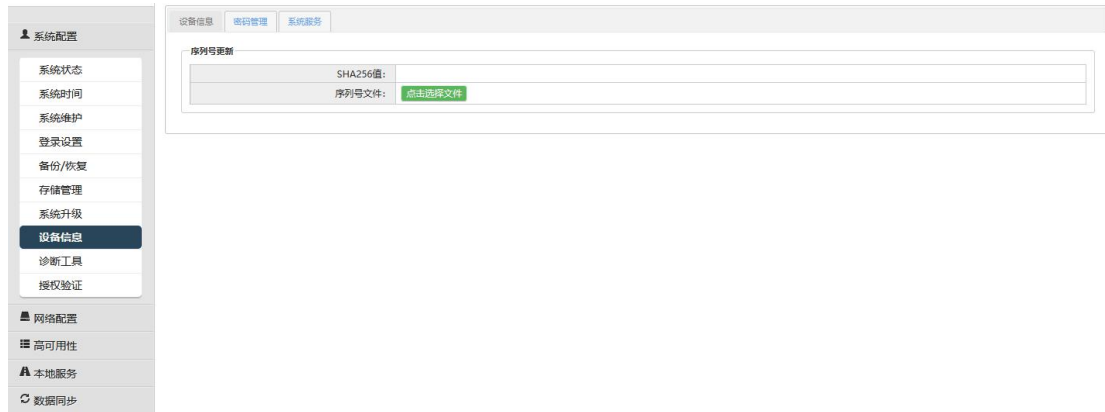 系统配置
系统状态
系统时间
系统维护
登录设置
备份/恢复
存储管理
系统升级
设备信息
诊断工具
授权验证
网络配置
高可用性
本地服务
数据同步
设备信息 密码管理 系统服务
序列号更新
SHA256值:
序列号文件: 点击选择文件